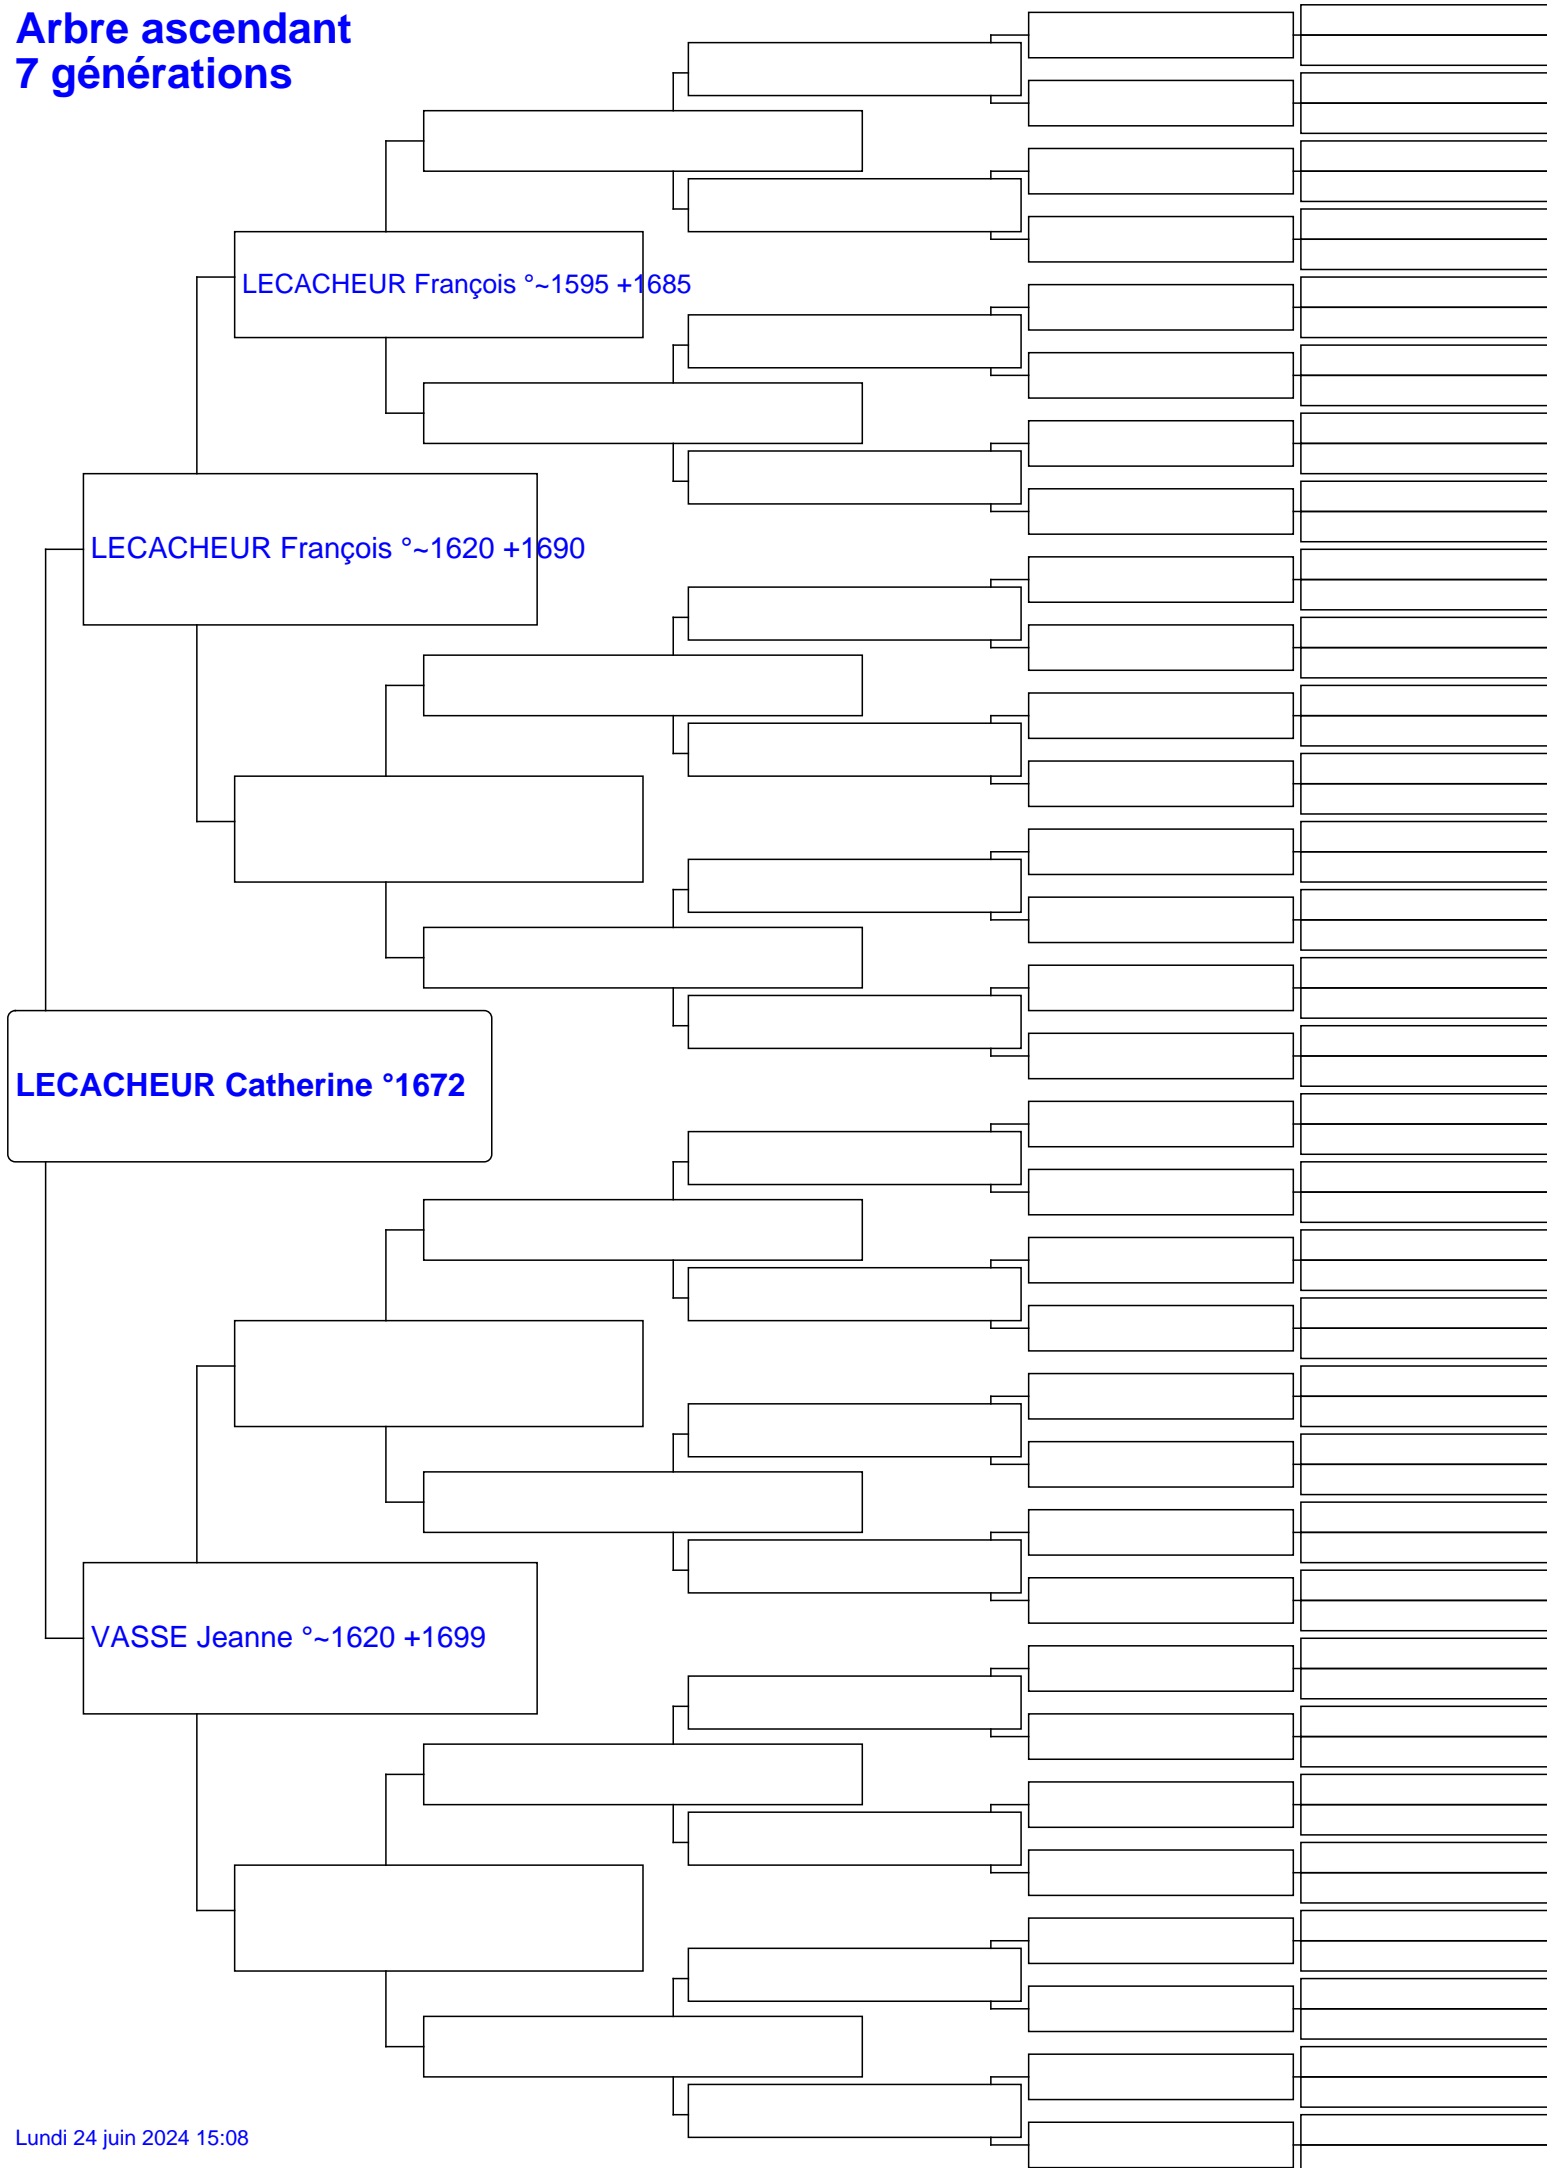 Arbre ascendant
7 générations
LECACHEUR François °~1595 +1685
LECACHEUR François °~1620 +1690
LECACHEUR Catherine °1672
VASSE Jeanne °~1620 +1699
Lundi 24 juin 2024 15:08